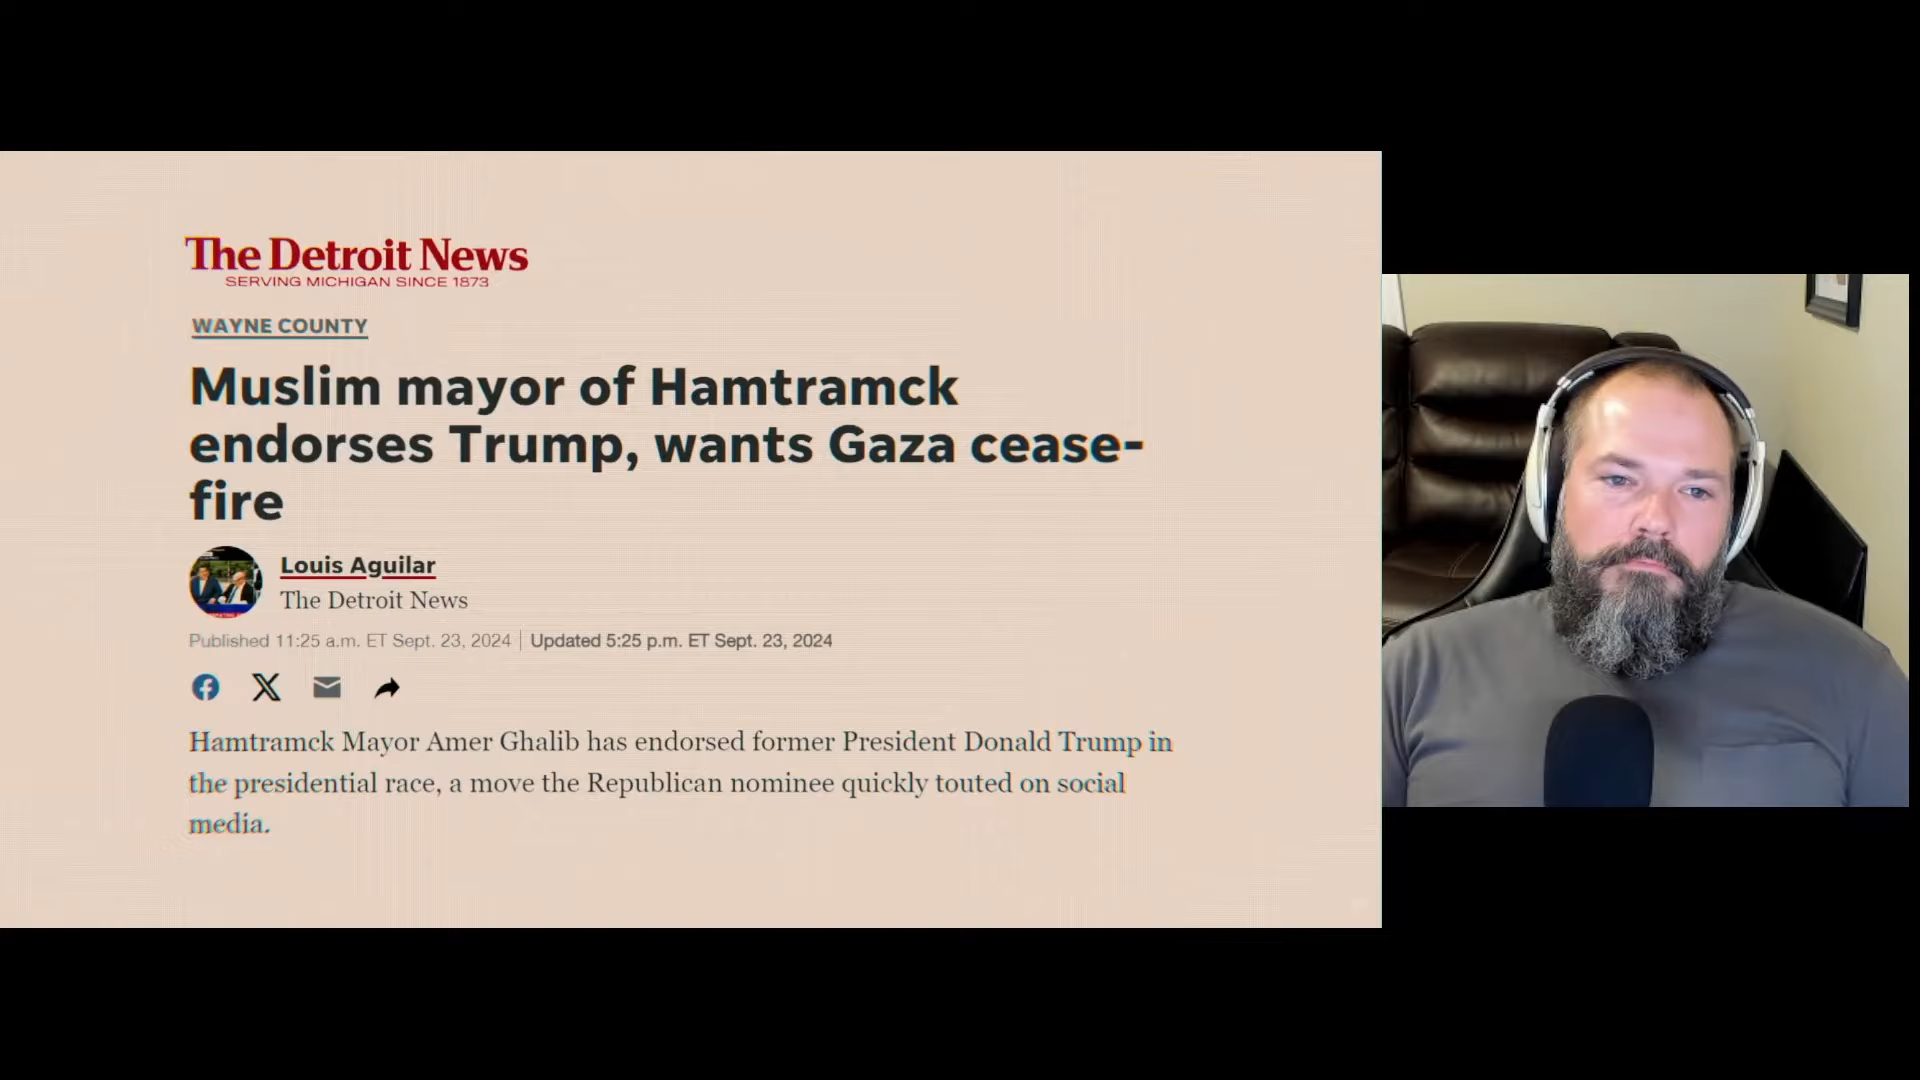 The Detroit News
SERVING MICHIGAN SINCE 1873
WAYNE COUNTY
Muslim mayor of Hamtramck
endorses Trump, wants Gaza cease-
fire
Louis Aguilar
The Detroit News
Published 11:25 a.m. ET Sept. 23, 2024 | Updated 5:25 p.m. ET Sept. 23, 2024
Hamtramck Mayor Amer Ghalib has endorsed former President Donald Trump in
the presidential race, a move the Republican nominee quickly touted on social
media.